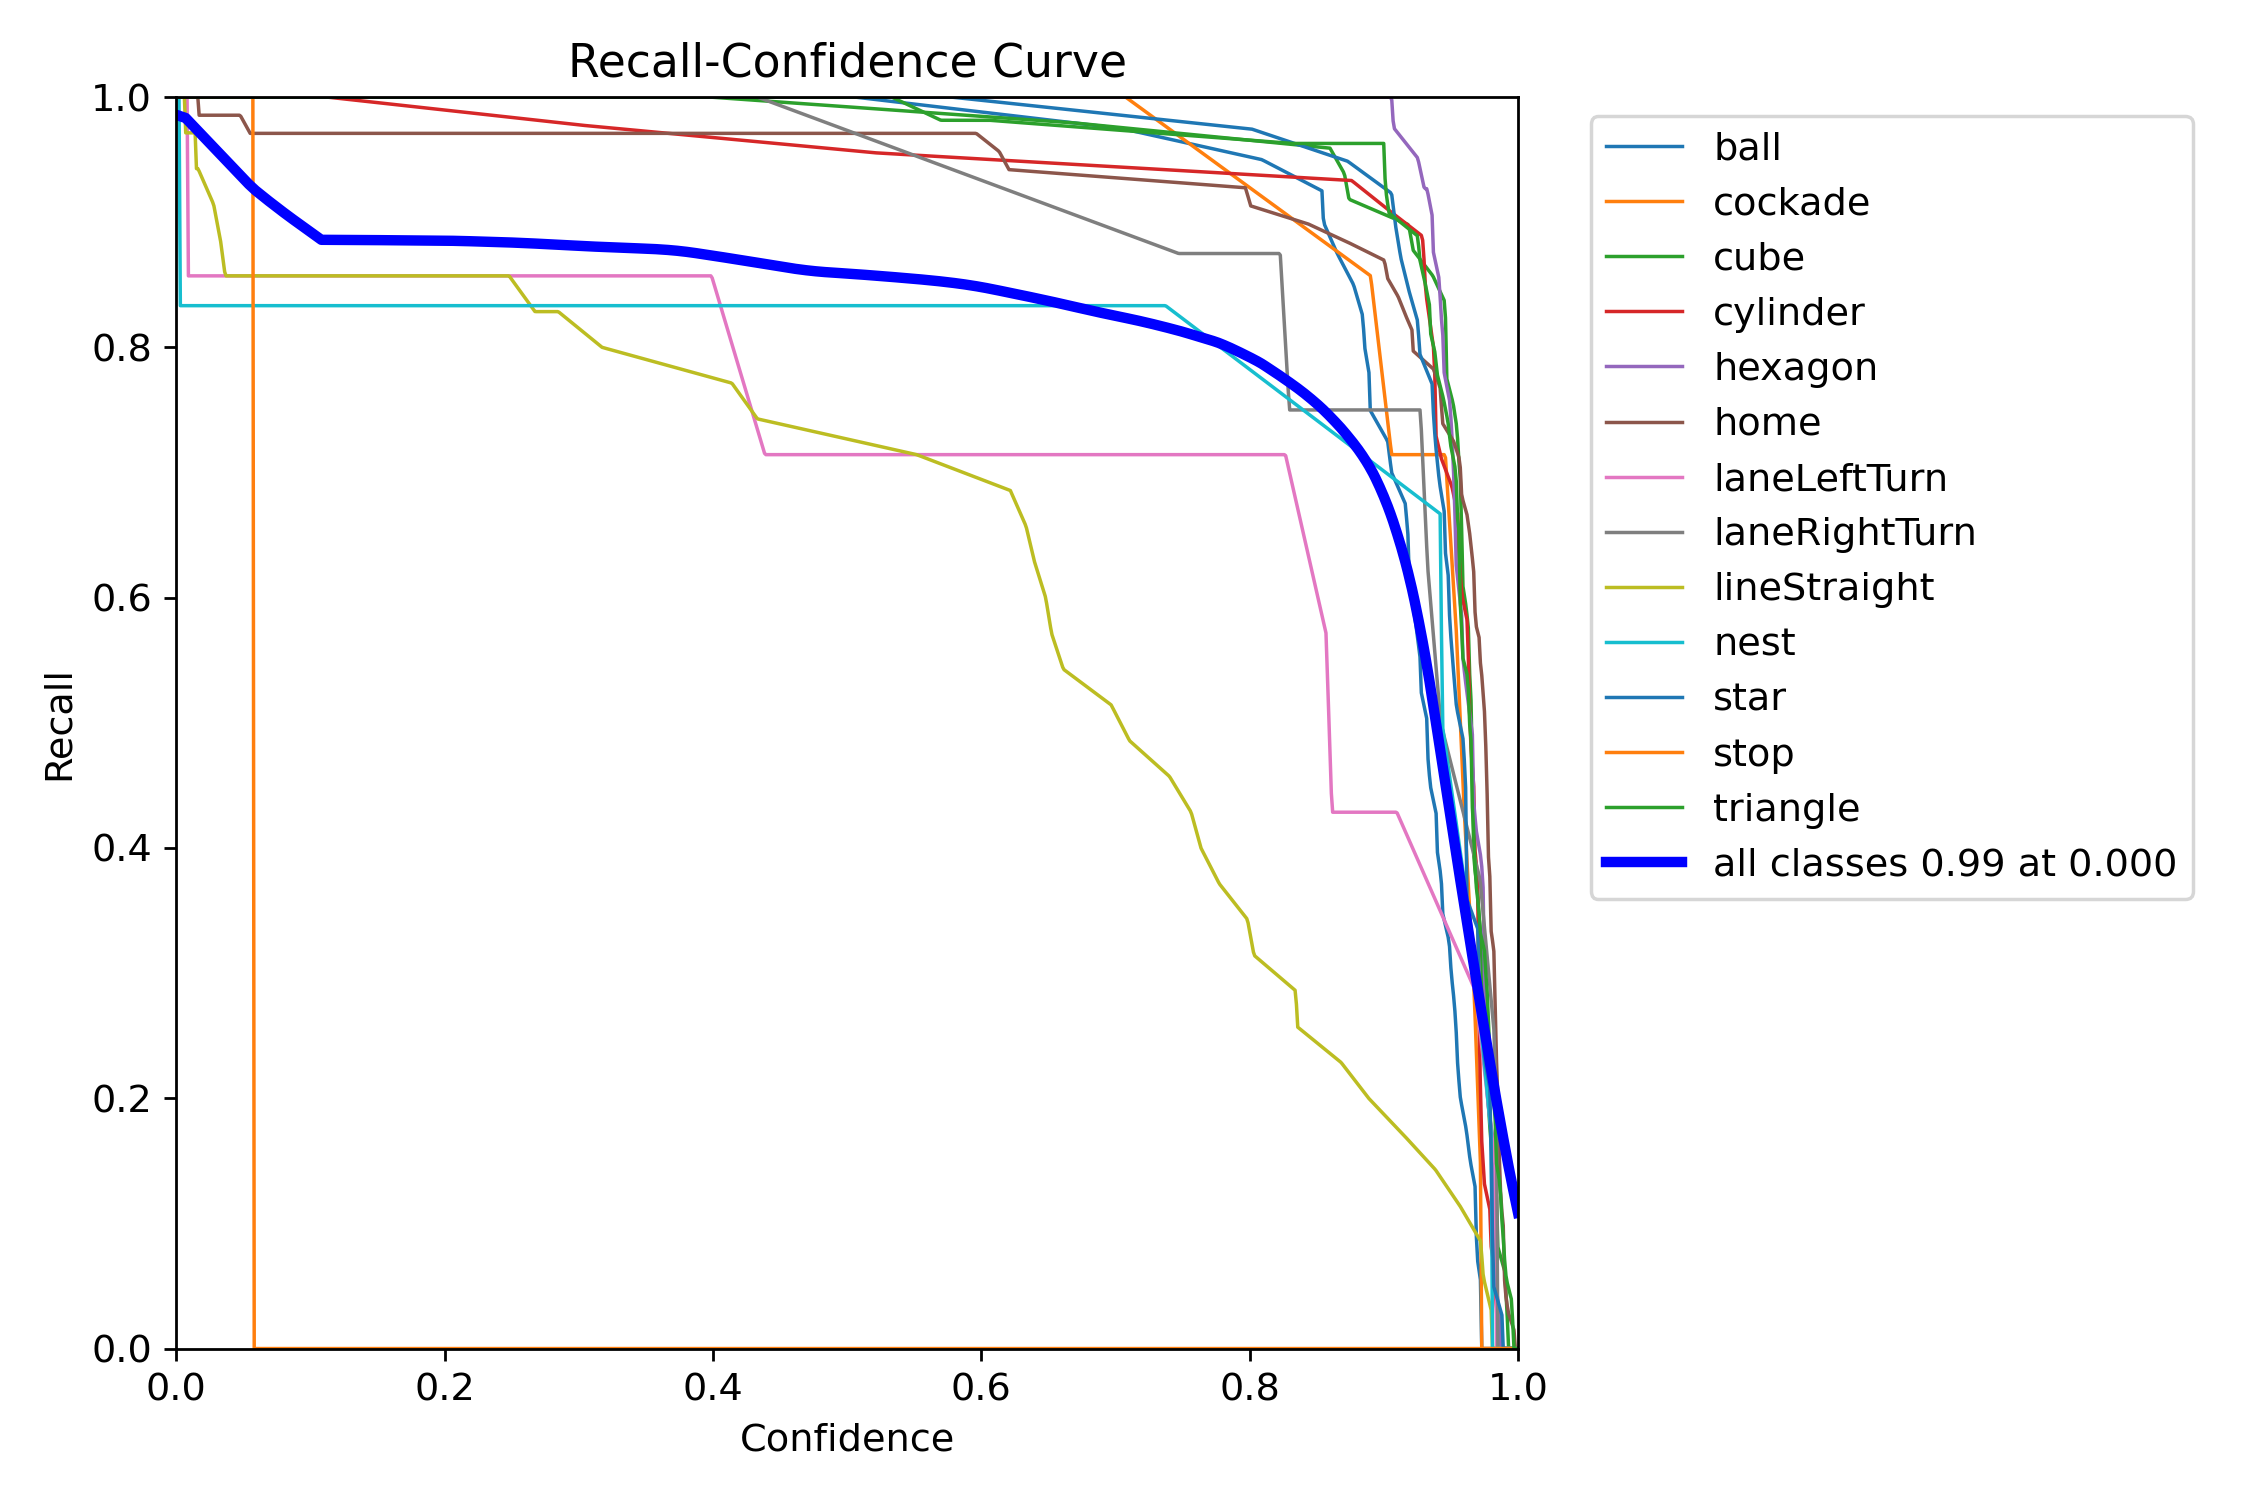 Recall-Confidence Curve
1.0
0.8
0.6
0.4
0.2
0.0
Recall
0.0 0.2 0.4 0.6 0.8 1.0
Confidence
ball
cockade
cube
cylinder
hexagon
home
laneLeftTurn
laneRightTurn
lineStraight
nest
star
stop
triangle
all classes 0.99 at 0.000